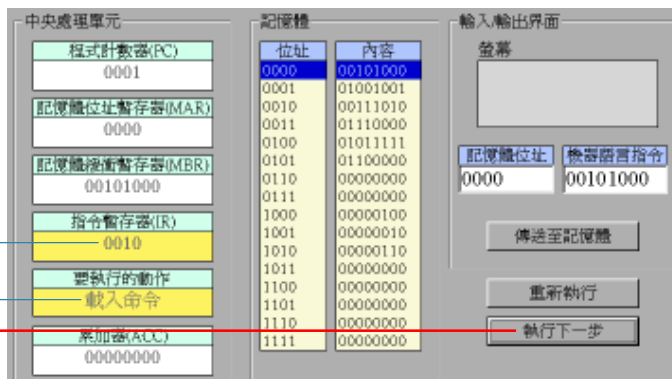 中央處理單元
程式計數器(PC)
0001
記憶體位址暫存器(MAR)
0000
記憶體緩衝暫存器(MBR)
00101000
指令暫存器(IR)
0010
要執行的動作
載入命令
累加器(ACC)
00000000
記憶體
位址 內容
0000 00101000
0001 01001001
0010 00111010
0011 01110000
0100 01011111
0101 01100000
0110 00000000
0111 00000000
1000 00000100
1001 00000010
1010 00000110
1011 00000000
1100 00000000
1101 00000000
1110 00000000
1111 00000000
輸入/輸出界面
螢幕
記憶體位址 機器語言指令
0000 00101000
傳送至記憶體
重新執行
執行下一步